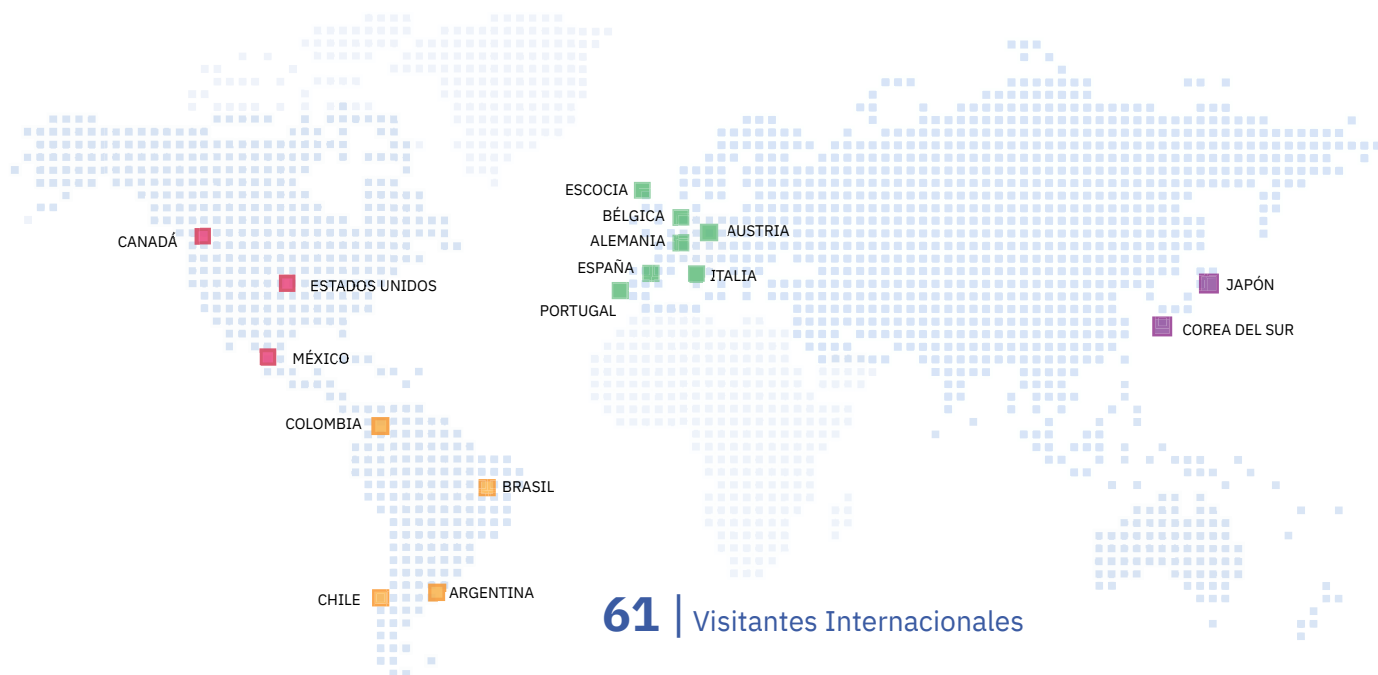 ESCOCIA
BÉLGICA
AUSTRIA
CANADÁ
ALEMANIA
ESPAÑA
ITALIA
ESTADOS UNIDOS
JAPÓN
PORTUGAL
COREA DEL SUR
MÉXICO
COLOMBIA
BRASIL
CHILE
ARGENTINA
61 | Visitantes Internacionales